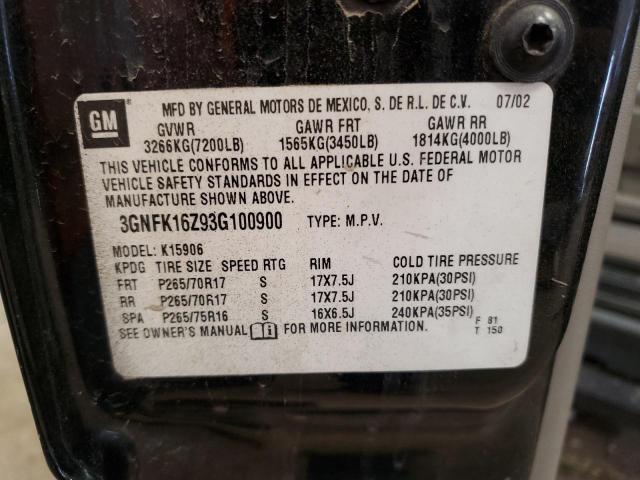 GM MFD BY GENERAL MOTORS DE MEXICO, S. DE R.L. DE C.V. 07/02
GVWR GAWR FRT GAWR RR
3266KG(7200LB) 1565KG(3450LB) 1814KG(4000LB)
THIS VEHICLE CONFORMS TO ALL APPLICABLE U.S. FEDERAL MOTOR
VEHICLE SAFETY STANDARDS IN EFFECT ON THE DATE OF
MANUFACTURE SHOWN ABOVE.
3GNFK16Z93G100900 TYPE: M.P.V.
MODEL: K15906
KPDG TIRE SIZE SPEED RTG RIM COLD TIRE PRESSURE
FRT P265/70R17 S 17X7.5J 210KPA(30PSI)
RR P265/70R17 S 17X7.5J 210KPA(30PSI)
SPA P265/75R16 S 16X6.5J 240KPA(35PSI) F 81
SEE OWNER'S MANUAL FOR MORE INFORMATION. T 150